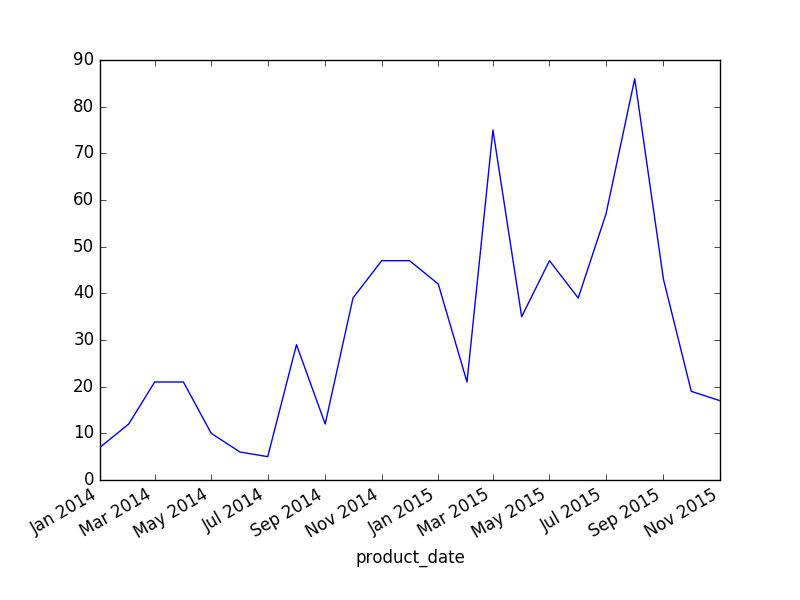 90
80
70
60
50
40
30
20
10
0
Jan 2014
Mar 2014
May 2014
Jul 2014
Sep 2014
Nov 2014
Jan 2015
Mar 2015
May 2015
Jul 2015
Sep 2015
Nov 2015
product_date